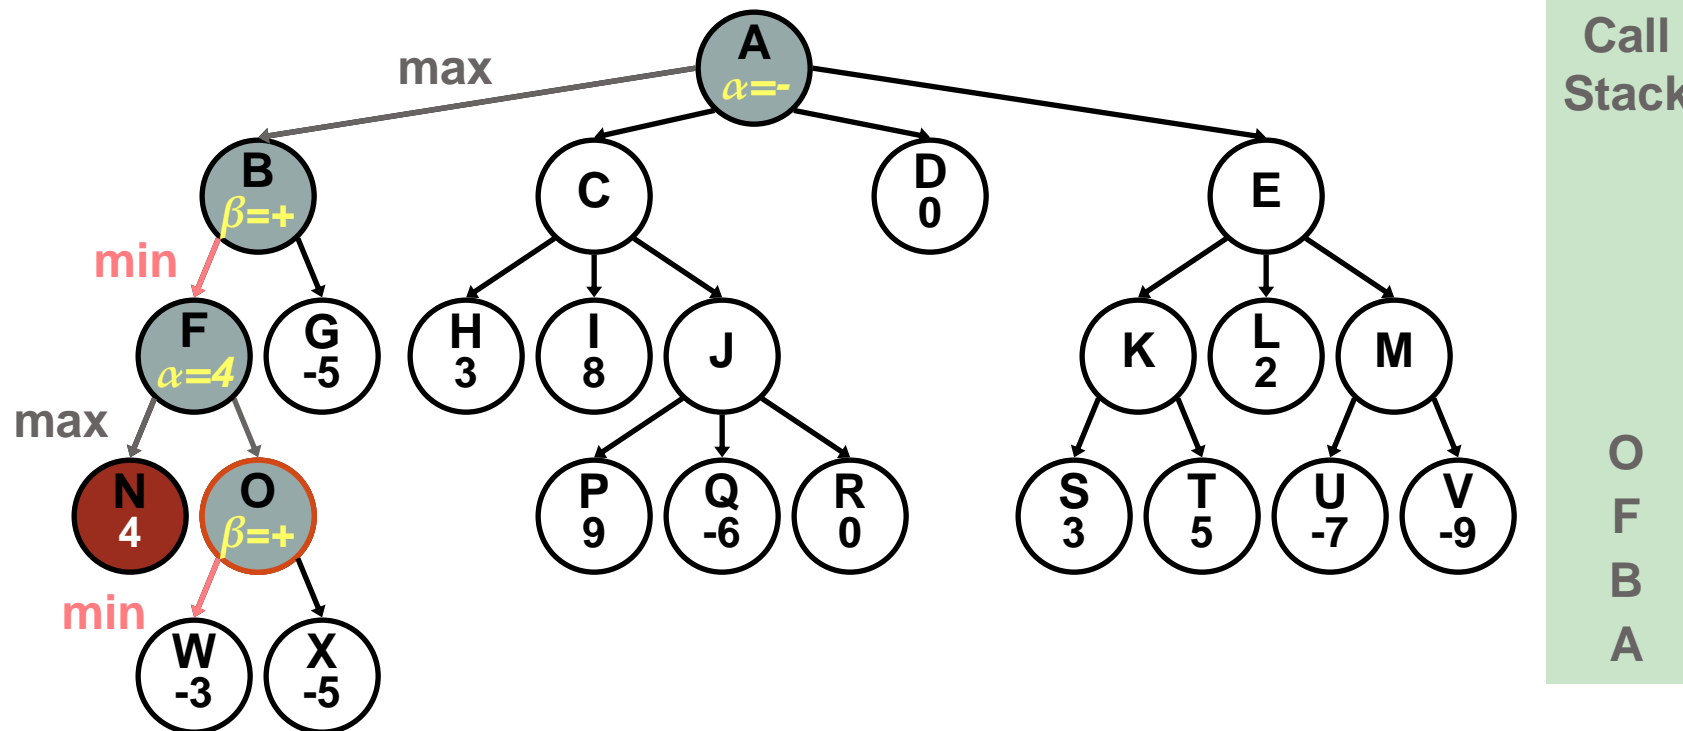 A
α=-
Call
Stack
max
B
β=+
C
D
0
E
min
F
α=4
G
-5
H
3
I
8
J
K
L
2
M
max
N
4
O
β=+
P
9
Q
-6
R
0
S
3
T
5
U
-7
V
-9
O
F
B
A
min
W
-3
X
-5